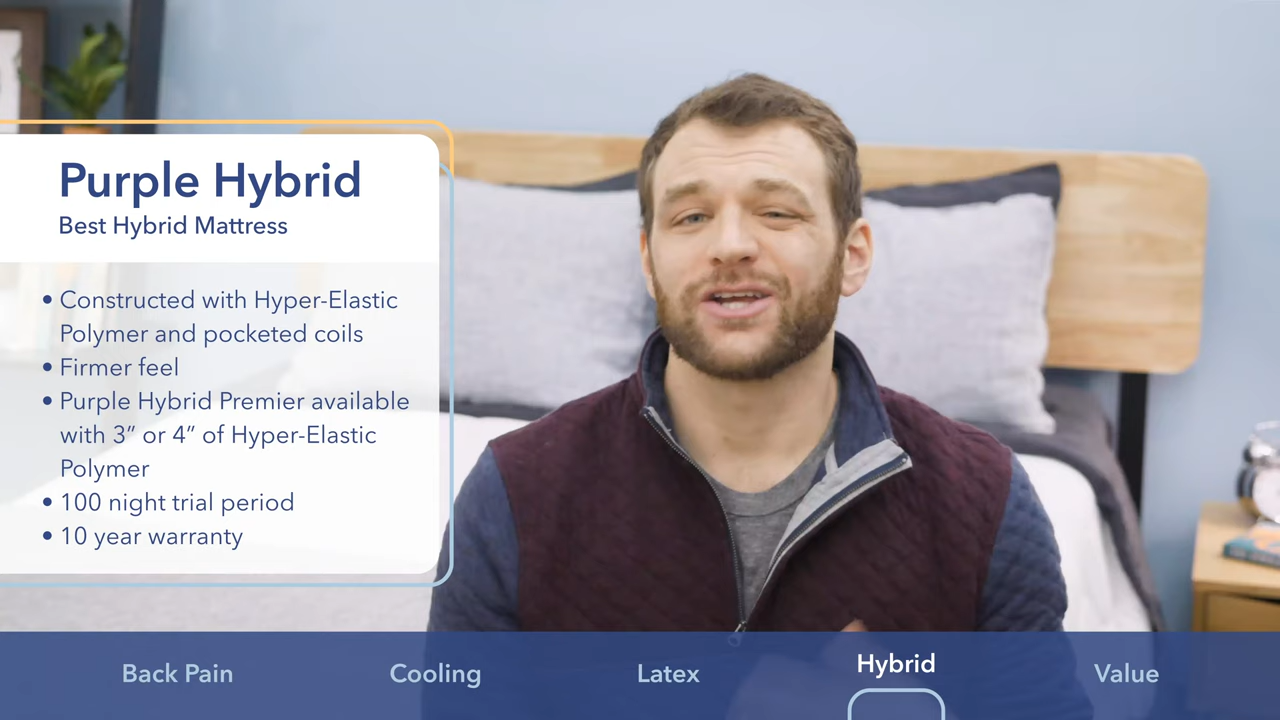 Purple Hybrid
Best Hybrid Mattress
• Constructed with Hyper-Elastic
Polymer and pocketed coils
• Firmer feel
• Purple Hybrid Premier available
with 3” or 4” of Hyper-Elastic
Polymer
• 100 night trial period
• 10 year warranty
Back Pain
Cooling
Latex
Hybrid
Value